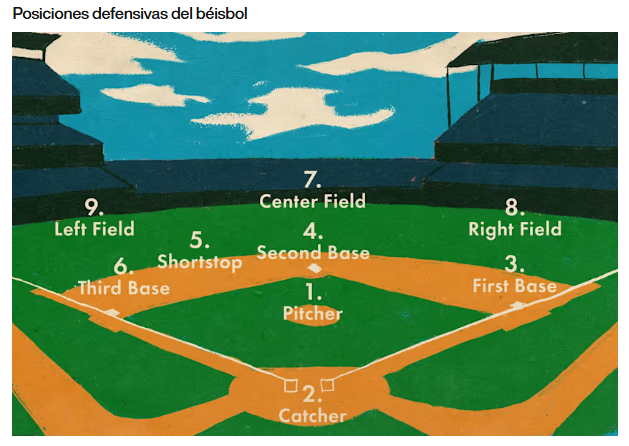 Posiciones defensivas del béisbol
7.
Center Field
9.
Left Field
8.
Right Field
5.
Shortstop
4.
Second Base
6.
Third Base
3.
First Base
1.
Pitcher
2.
Catcher